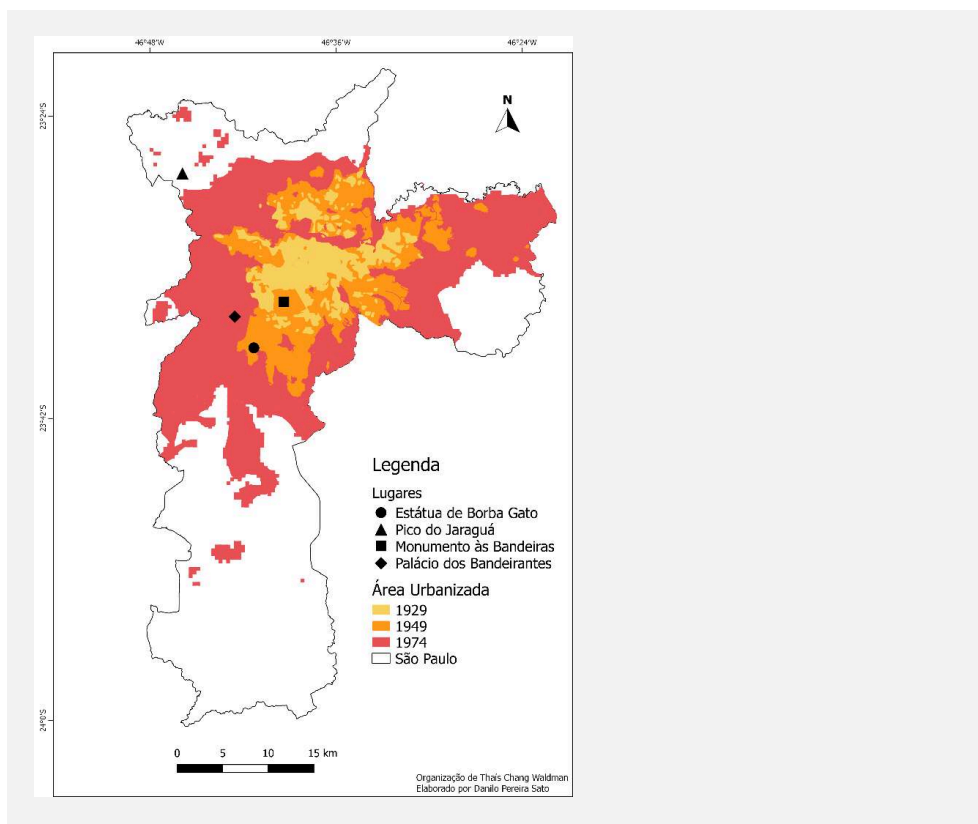 46°48'W 46°36'W 46°24'W
N
23°24'S
23°42'S
24°0'S
Legenda
Lugares
Estátua de Borba Gato
Pico do Jaraguá
Monumento às Bandeiras
Palácio dos Bandeirantes
Área Urbanizada
1929
1949
1974
São Paulo
0 5 10 15 km
Organização de Thaís Chang Waldman
Elaborado por Danilo Pereira Sato